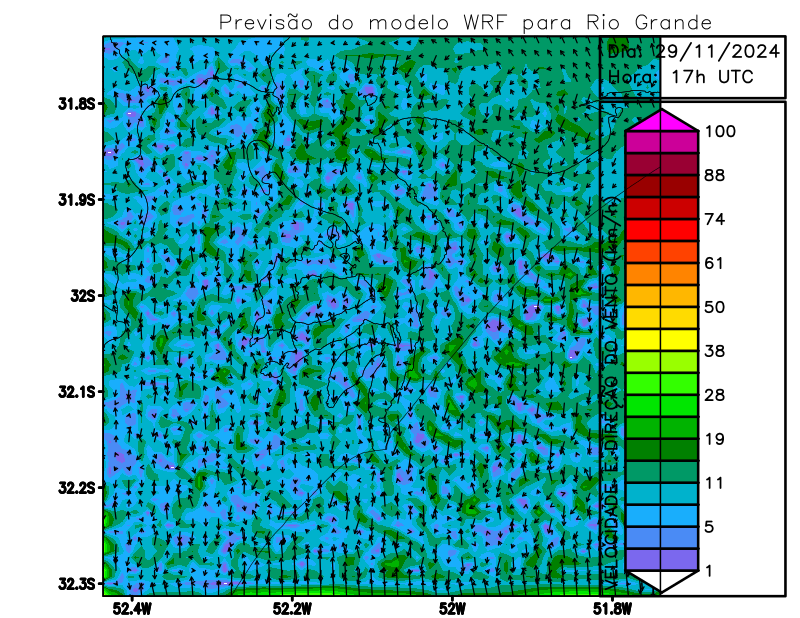 Previsão do modelo WRF para Rio Grande
Dia: 29/11/2024
Hora: 17h UTC
31.8S
31.9S
32S
32.1S
32.2S
32.3S
52.4W
52.2W
52W
51.8W
VELOCIDADE E DIREÇÃO DO VENTO (km/h)
100
88
74
61
50
38
28
19
11
5
1